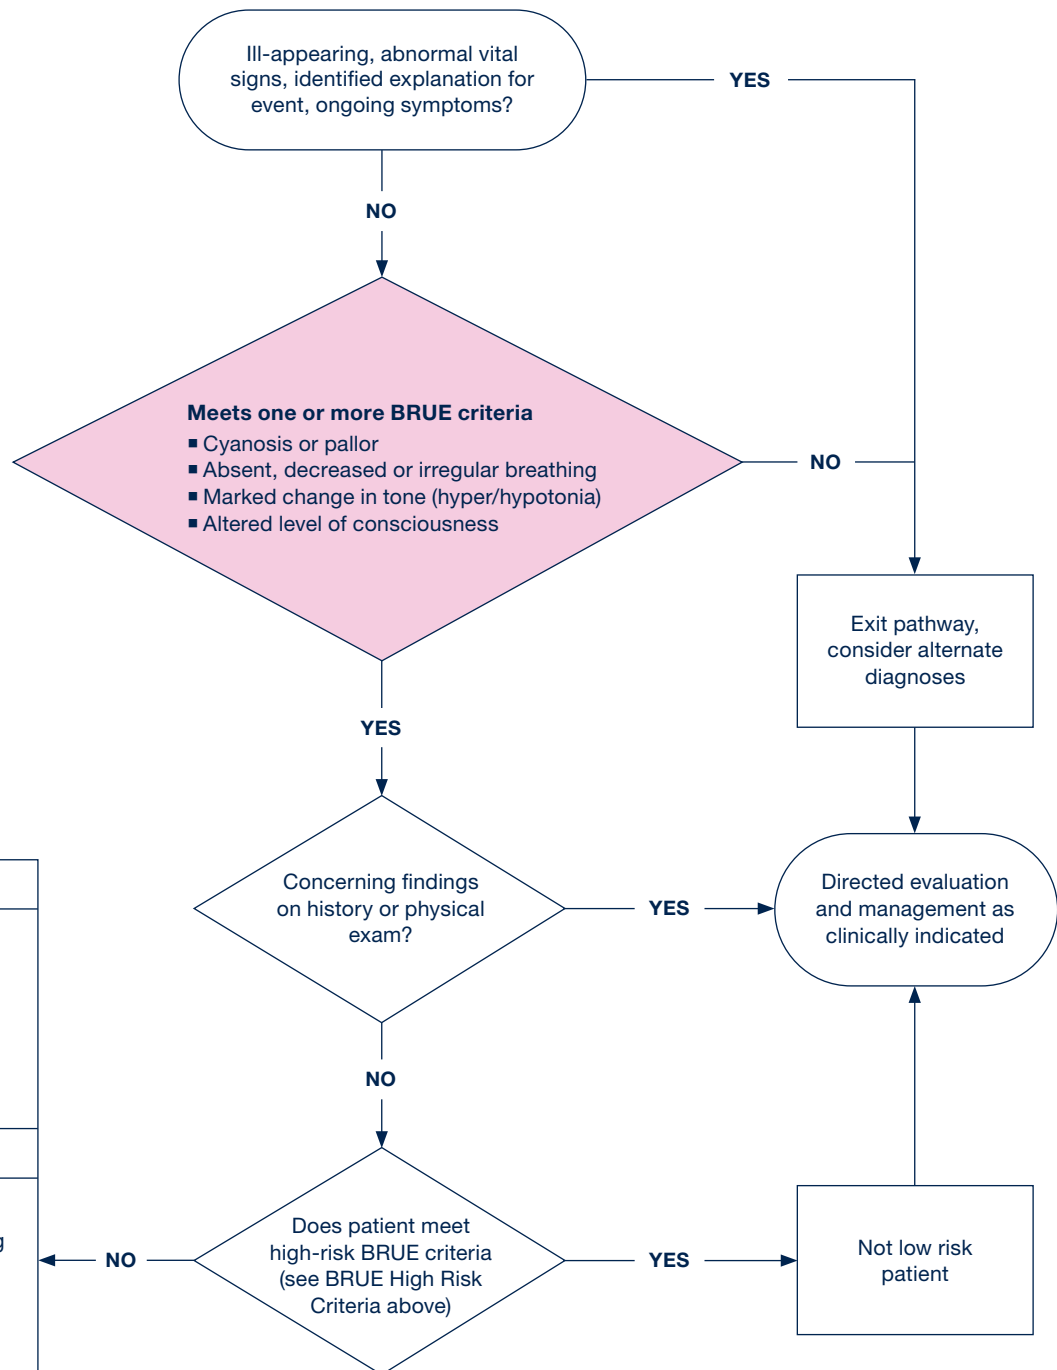 Ill-appearing, abnormal vital
signs, identified explanation for
event, ongoing symptoms?
YES
NO
Meets one or more BRUE criteria
▪ Cyanosis or pallor
▪ Absent, decreased or irregular breathing
▪ Marked change in tone (hyper/hypotonia)
▪ Altered level of consciousness
NO
Exit pathway,
consider alternate
diagnoses
YES
Concerning findings
on history or physical
exam?
YES
Directed evaluation
and management as
clinically indicated
NO
Does patient meet
high-risk BRUE criteria
(see BRUE High Risk
Criteria above)
NO
YES
Not low risk
patient